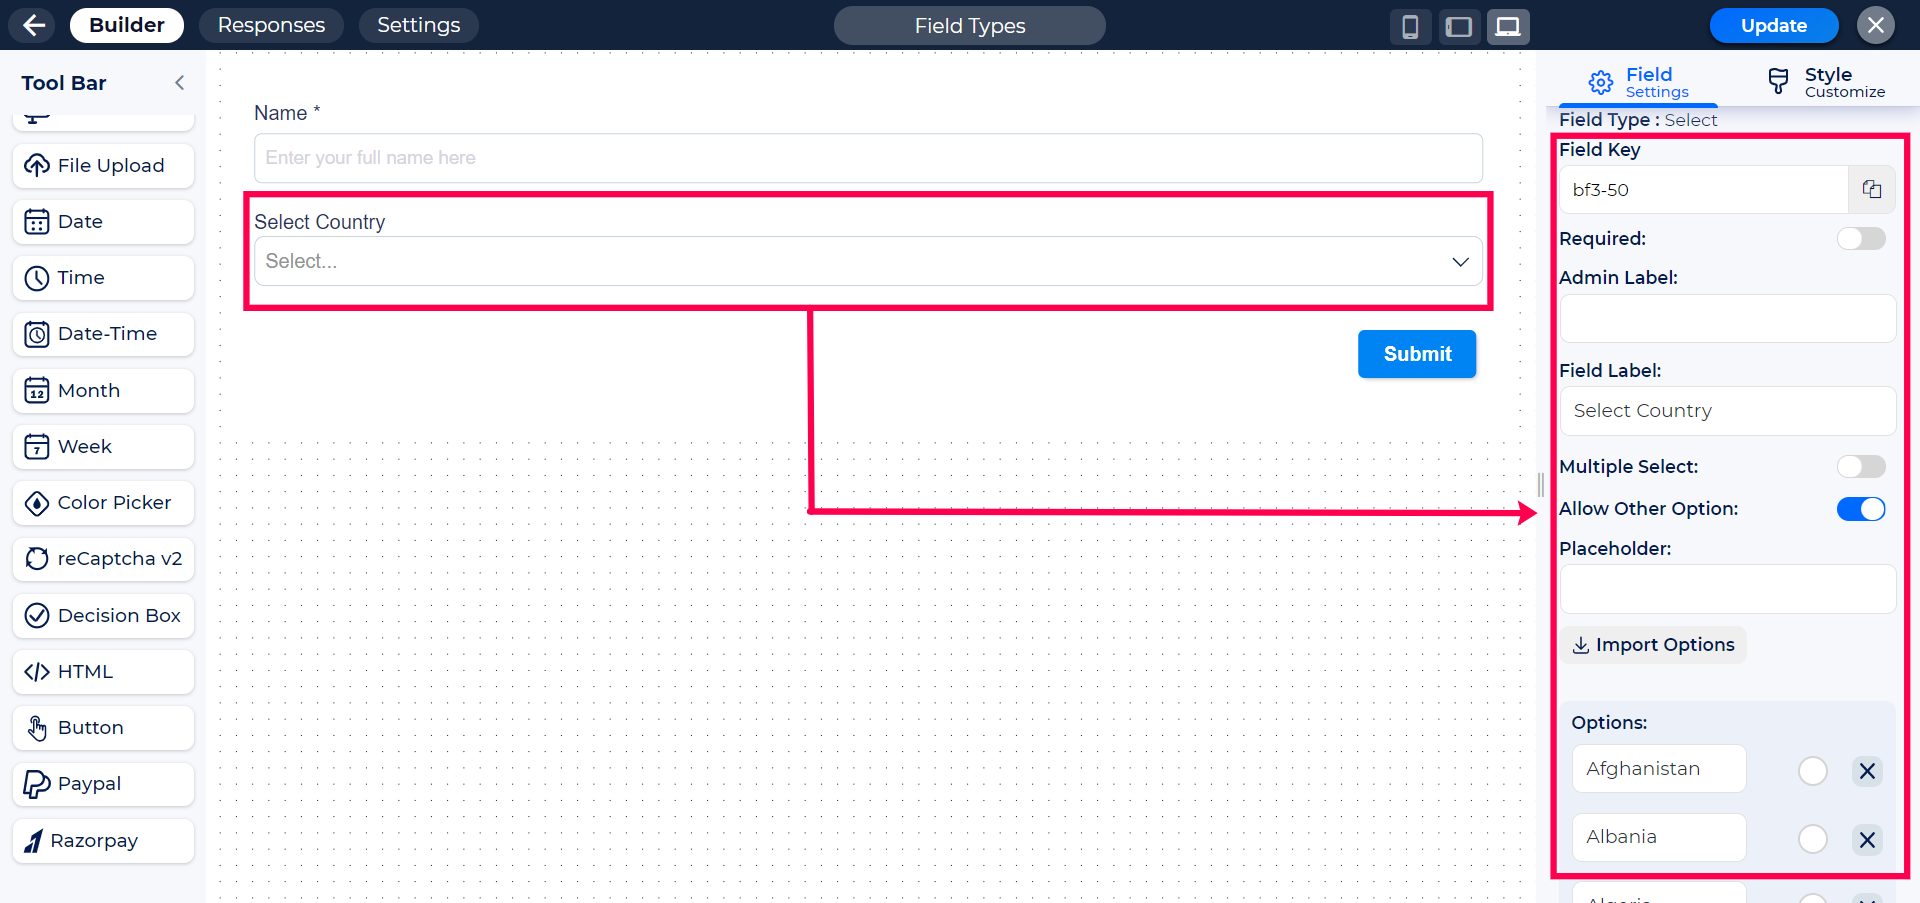 Builder
Responses
Settings
Field Types
Update
Tool Bar
File Upload
Date
Time
Date-Time
12
Month
7
Week
Color Picker
reCaptcha v2
Decision Box
HTML
Button
Paypal
Razorpay
Name *
Enter your full name here
Select Country
Select...
Submit
Field
Settings
Style
Customize
Field Type : Select
Field Key
bf3-50
Required:
Admin Label:
Field Label:
Select Country
Multiple Select:
Allow Other Option:
Placeholder:
Import Options
Options:
Afghanistan
Albania
Algeria